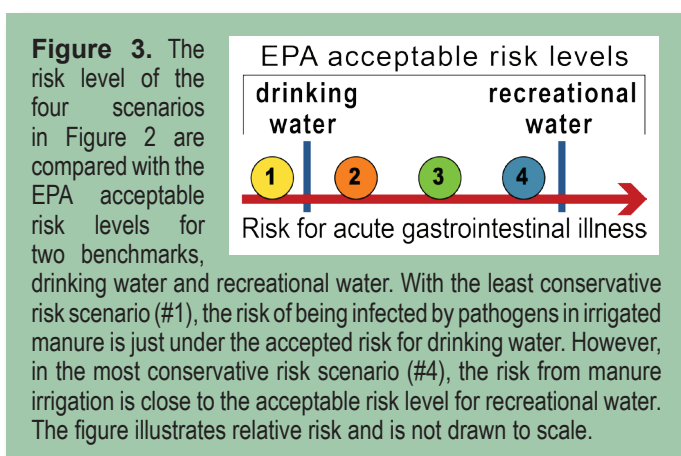 Figure 3. The
risk level of the
four scenarios
in Figure 2 are
compared with the
EPA acceptable
risk levels for
two benchmarks,
EPA acceptable risk levels
drinking
water
recreational
water
1 2 3 4
Risk for acute gastrointestinal illness
drinking water and recreational water. With the least conservative
risk scenario (#1), the risk of being infected by pathogens in irrigated
manure is just under the accepted risk for drinking water. However,
in the most conservative risk scenario (#4), the risk from manure
irrigation is close to the acceptable risk level for recreational water.
The figure illustrates relative risk and is not drawn to scale.